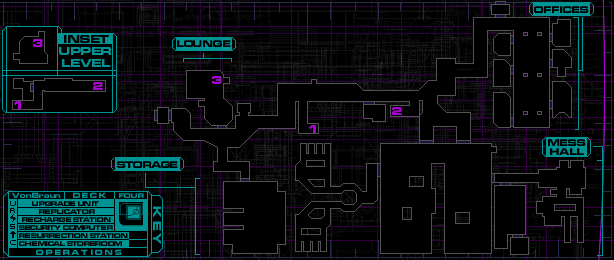 OFFICES
INSET
UPPER
LEVEL
3
2
1
LOUNGE
3
1
2
MESS
HALL
STORAGE
VonBraun DECK FOUR
U UPGRADE UNIT
R REPLICATOR
RECHARGE STATION
S SECURITY COMPUTER
RESURRECTION STATION
C CHEMICAL STOREROOM
KEY
OPERATIONS